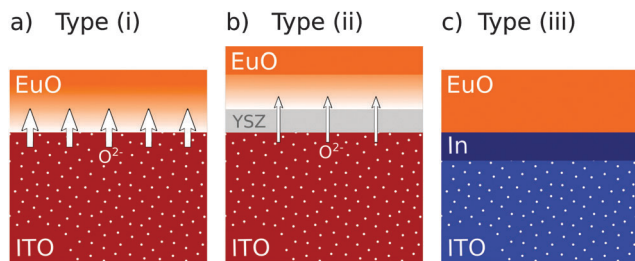 a) Type (i)
EuO
O²⁻
ITO
b) Type (ii)
EuO
YSZ
O²⁻
ITO
c) Type (iii)
EuO
In
ITO